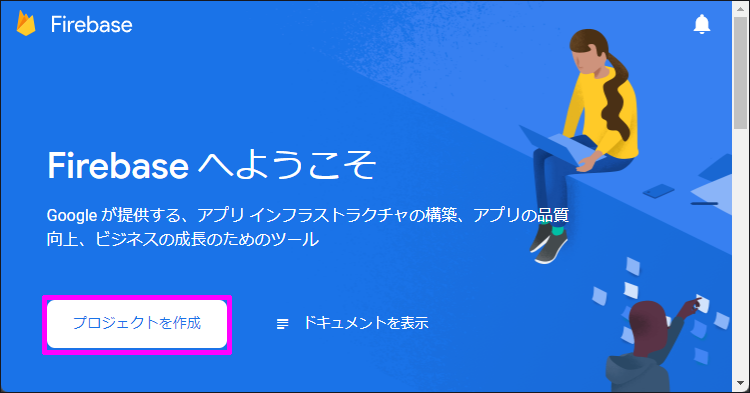 Firebase
Firebase へようこそ
Google が提供する、アプリ インフラストラクチャの構築、アプリの品質
向上、ビジネスの成長のためのツール
プロジェクトを作成
ドキュメントを表示